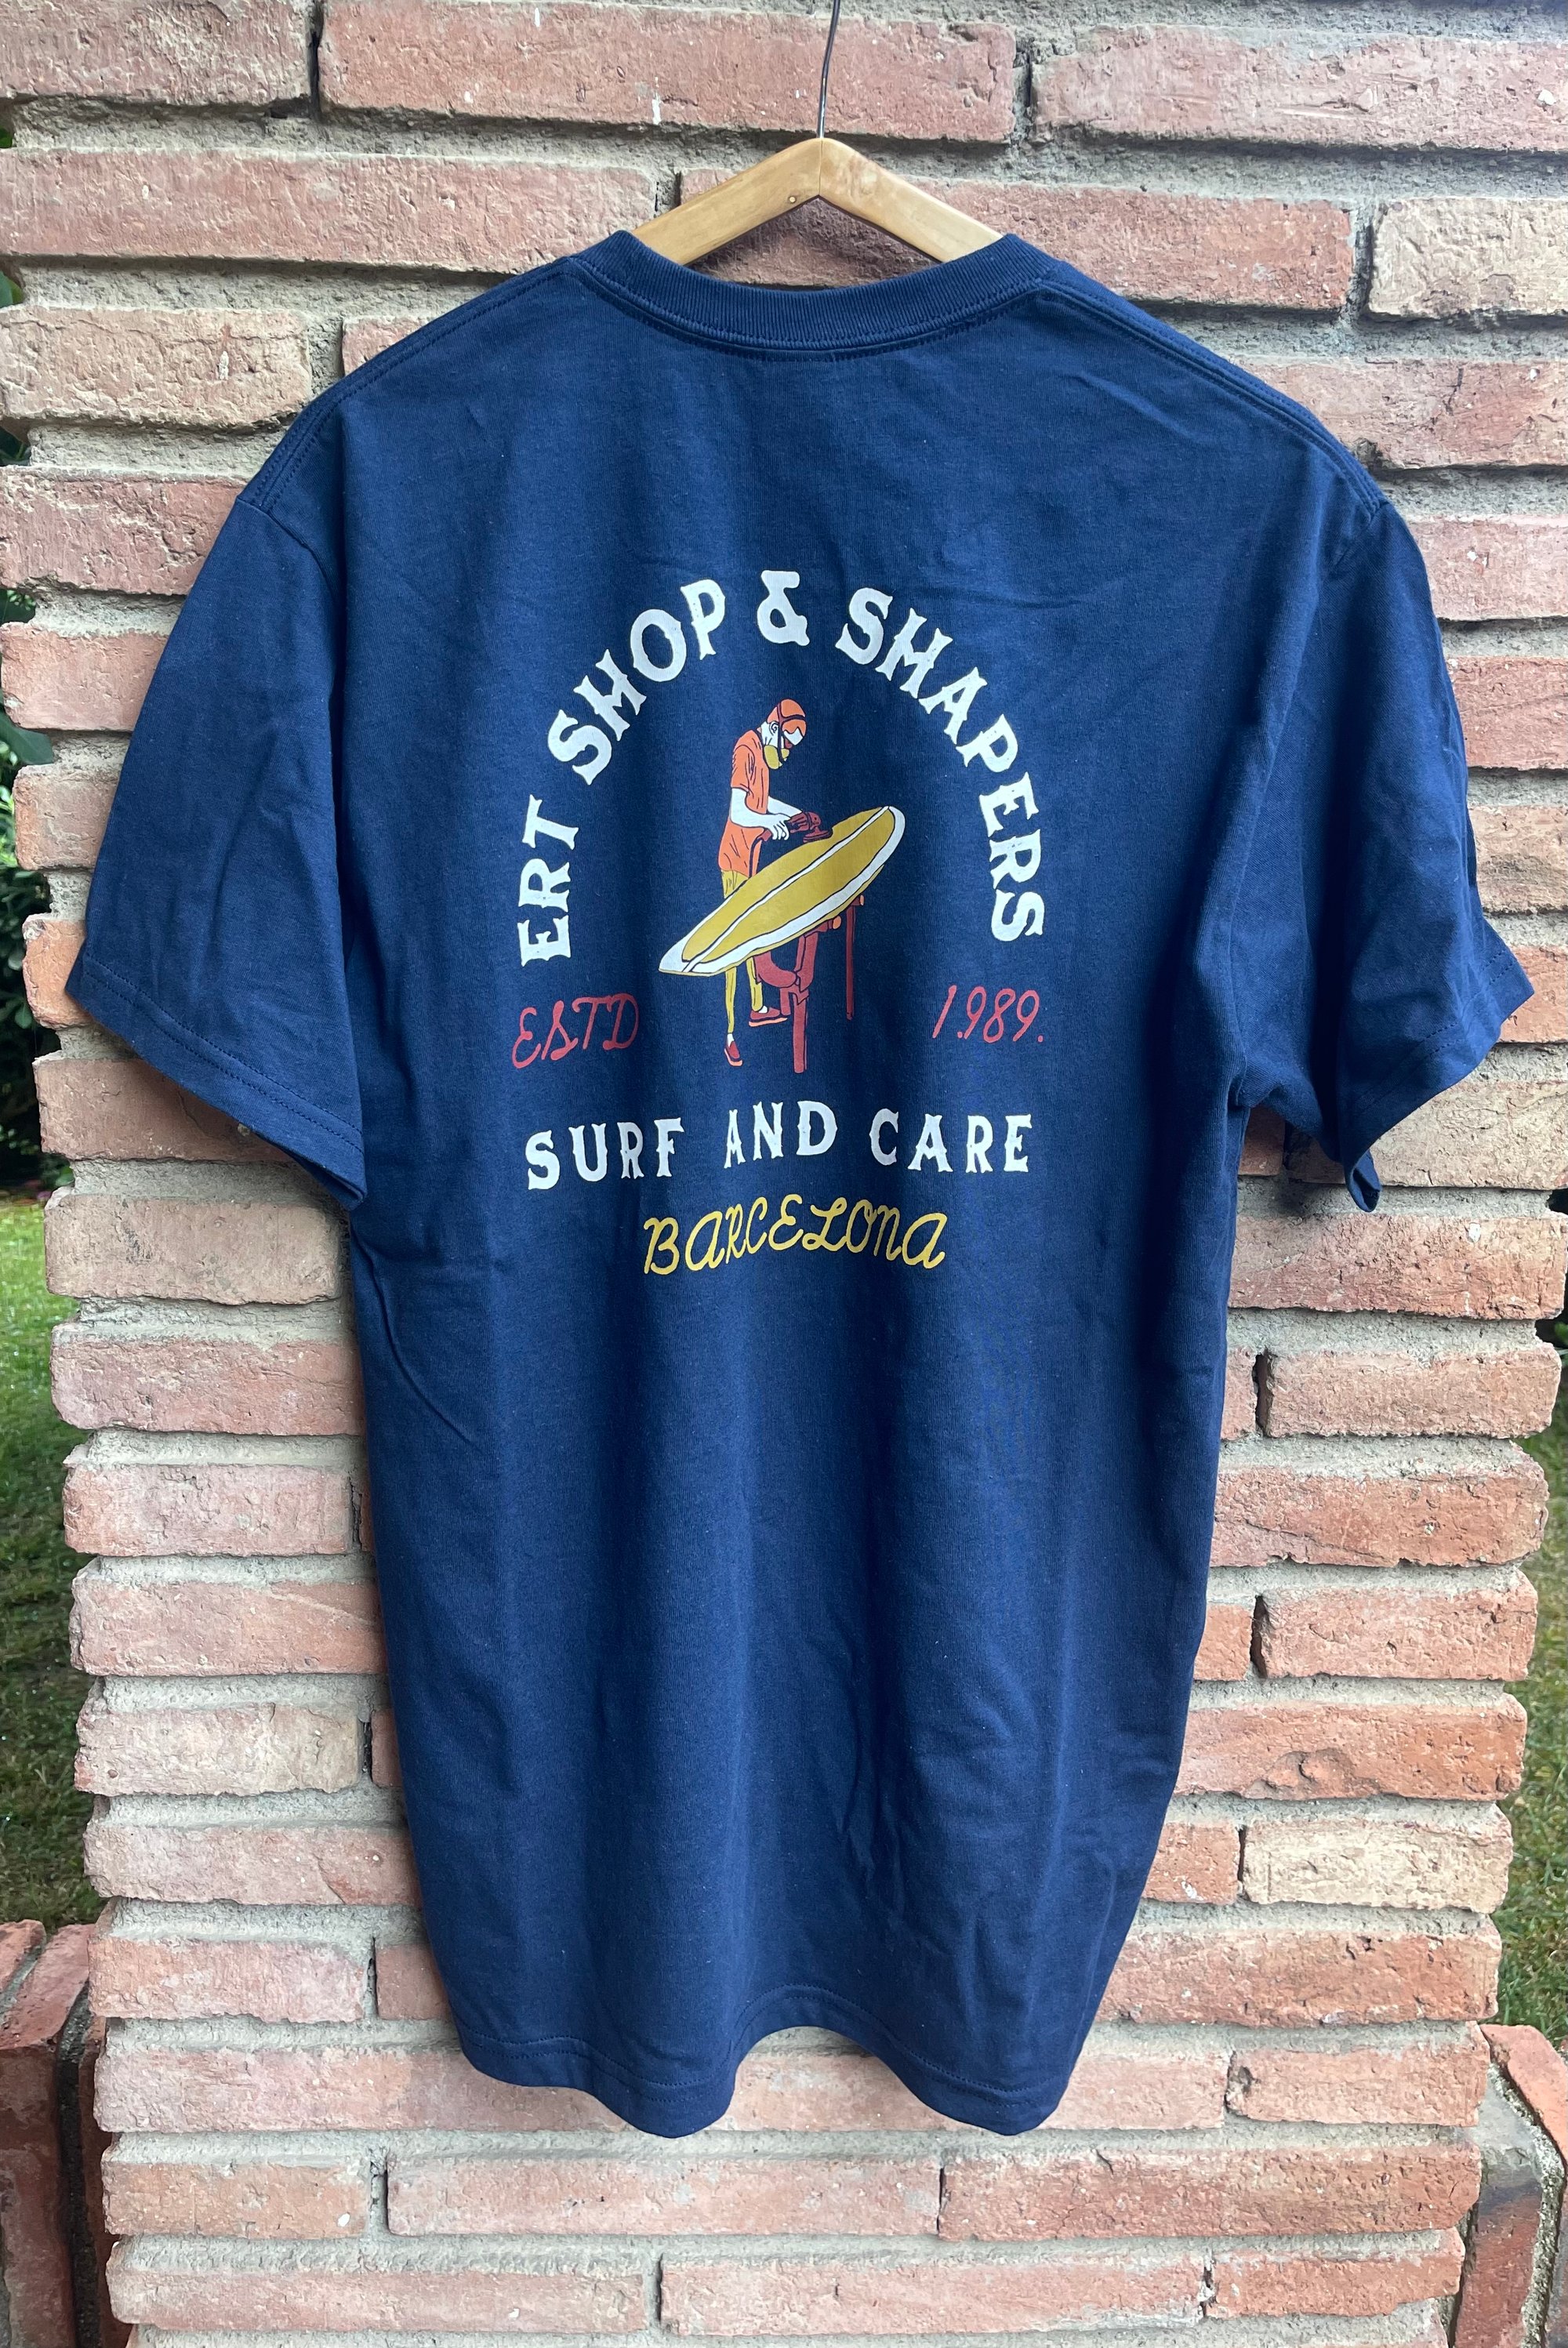 ERT SHOP & SHAPERS
ESTD 1.989.
SURF AND CARE
BARCELONA